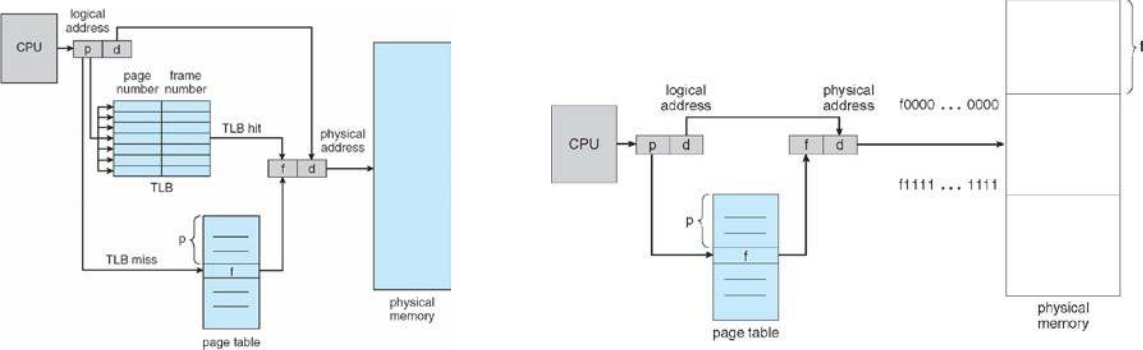 logical
address
CPU
p d
page frame
number number
TLB hit
physical
address
f d
TLB
p
TLB miss
f
physical
memory
page table
f
logical
address
physical
address
f0000 ... 0000
CPU
p d
f d
f1111 ... 1111
p
f
physical
memory
page table